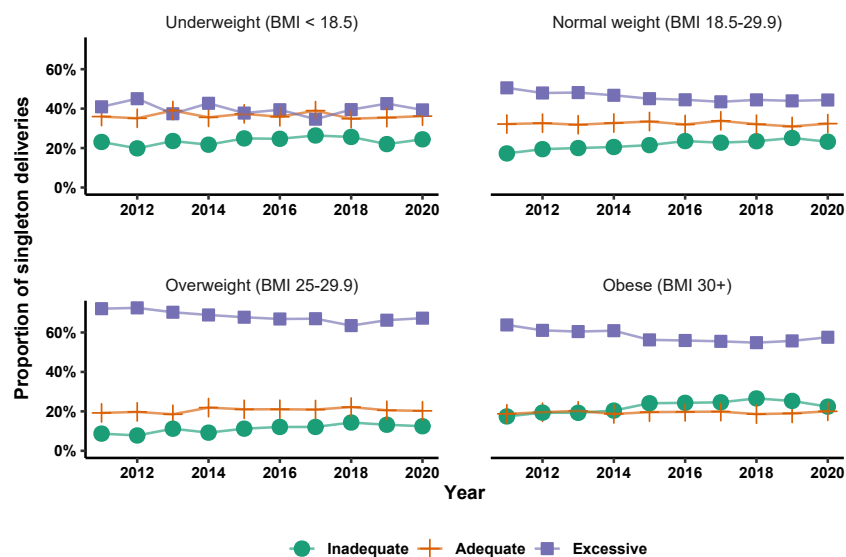 Underweight (BMI < 18.5)
Normal weight (BMI 18.5-29.9)
60%
40%
20%
0%
2012 2014 2016 2018 2020
2012 2014 2016 2018 2020
Overweight (BMI 25-29.9)
Obese (BMI 30+)
60%
40%
20%
0%
2012 2014 2016 2018 2020
2012 2014 2016 2018 2020
Proportion of singleton deliveries
Year
Inadequate Adequate Excessive